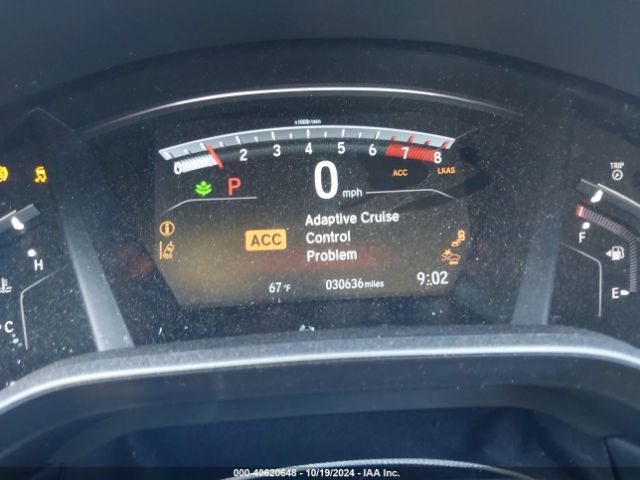 x1000r/min
0 2 3 4 5 6 7 8
ACC LKAS
TRIP
P 0 mph
Adaptive Cruise
ACC Control
Problem
F
H
E
C
67°F 030636 miles 9:02
000-40620648 - 10/19/2024 - IAA Inc.